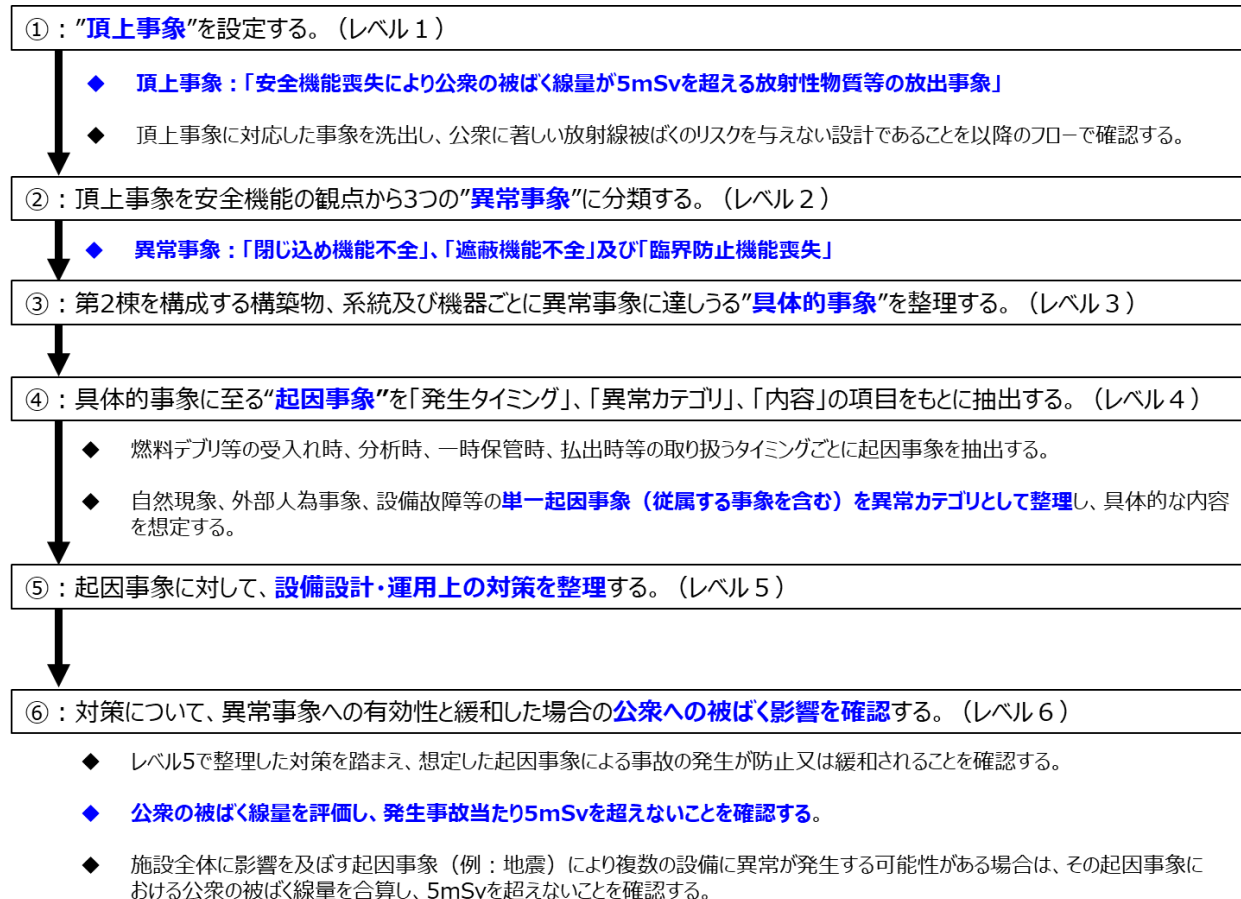 ①：”頂上事象”を設定する。（レベル１）
◆ 頂上事象：「安全機能喪失により公衆の被ばく線量が5mSvを超える放射性物質等の放出事象」
◆ 頂上事象に対応した事象を洗出し、公衆に著しい放射線被ばくのリスクを与えない設計であることを以降のフローで確認する。
②：頂上事象を安全機能の観点から3つの”異常事象”に分類する。（レベル２）
◆ 異常事象：「閉じ込め機能不全」、「遮蔽機能不全」及び「臨界防止機能喪失」
③：第2棟を構成する構築物、系統及び機器ごとに異常事象に達しうる”具体的事象”を整理する。（レベル３）
④：具体的事象に至る“起因事象”を「発生タイミング」、「異常カテゴリ」、「内容」の項目をもとに抽出する。（レベル４）
◆ 燃料デブリ等の受入れ時、分析時、一時保管時、払出時等の取り扱うタイミングごとに起因事象を抽出する。
◆ 自然現象、外部人為事象、設備故障等の単一起因事象（従属する事象を含む）を異常カテゴリとして整理し、具体的な内容
を想定する。
⑤：起因事象に対して、設備設計・運用上の対策を整理する。（レベル５）
⑥：対策について、異常事象への有効性と緩和した場合の公衆への被ばく影響を確認する。（レベル６）
◆ レベル5で整理した対策を踏まえ、想定した起因事象による事故の発生が防止又は緩和されることを確認する。
◆ 公衆の被ばく線量を評価し、発生事故当たり5mSvを超えないことを確認する。
◆ 施設全体に影響を及ぼす起因事象（例：地震）により複数の設備に異常が発生する可能性がある場合は、その起因事象に
おける公衆の被ばく線量を合算し、5mSvを超えないことを確認する。